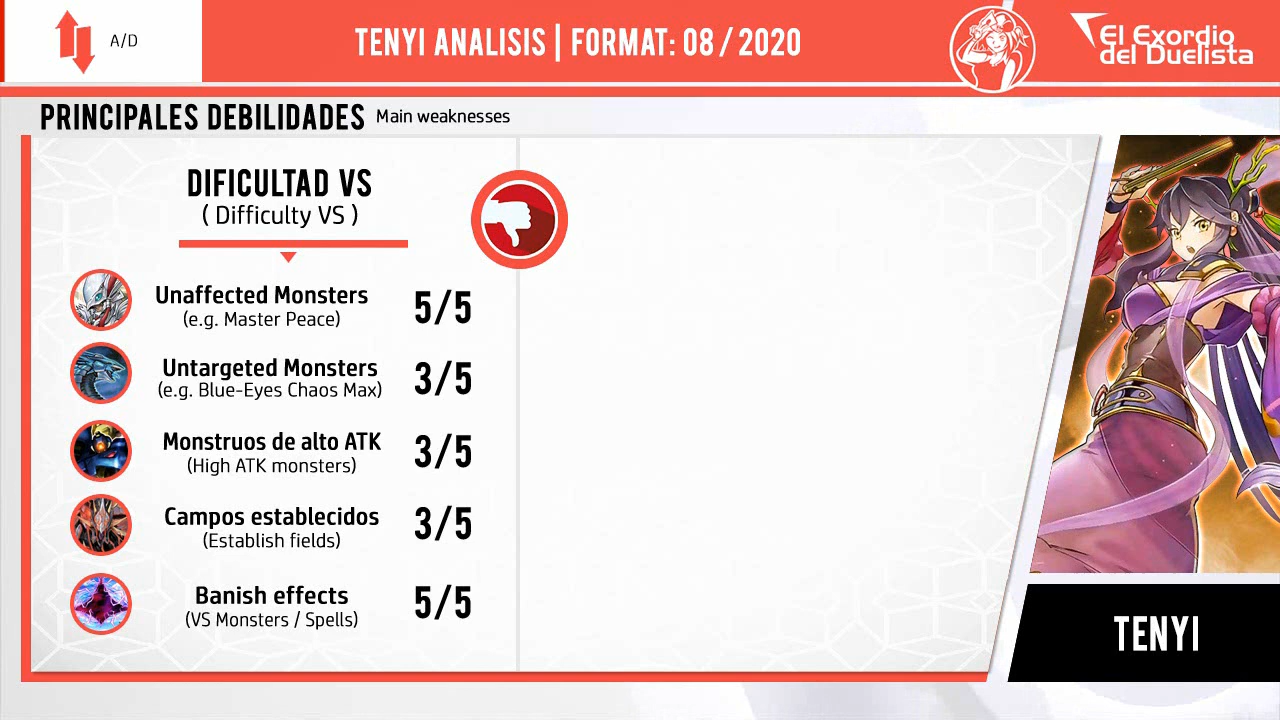 A/D
TENYI ANALISIS | FORMAT: 08 / 2020
El Exordio
del Duelista
PRINCIPALES DEBILIDADES Main weaknesses
DIFICULTAD VS
( Difficulty VS )
Unaffected Monsters
(e.g. Master Peace)
5/5
Untargeted Monsters
(e.g. Blue-Eyes Chaos Max)
3/5
Monstruos de alto ATK
(High ATK monsters)
3/5
Campos establecidos
(Establish fields)
3/5
Banish effects
(VS Monsters / Spells)
5/5
TENYI